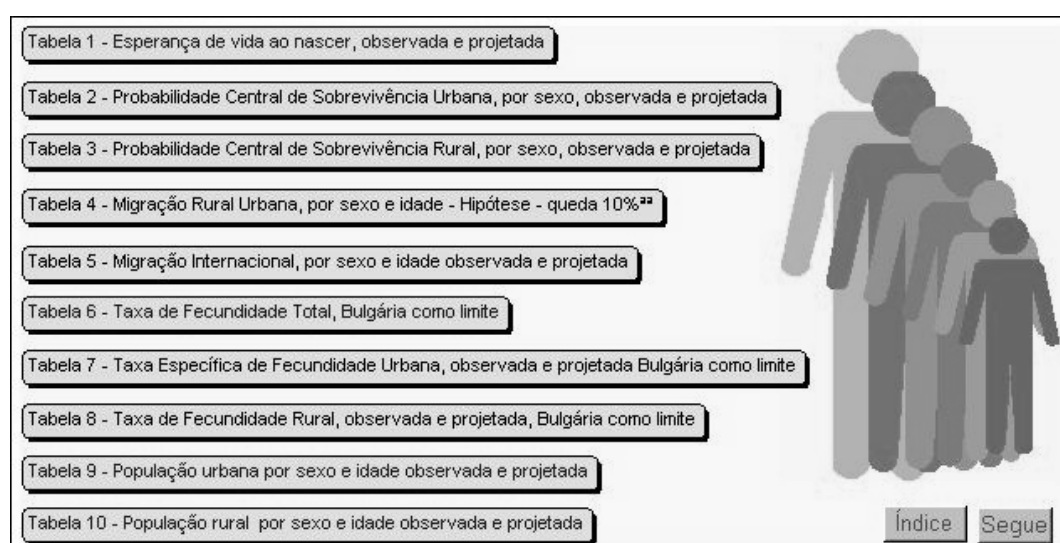 Tabela 1 - Esperança de vida ao nascer, observada e projetada
Tabela 2 - Probabilidade Central de Sobrevivência Urbana, por sexo, observada e projetada
Tabela 3 - Probabilidade Central de Sobrevivência Rural, por sexo, observada e projetada
Tabela 4 - Migração Rural Urbana, por sexo e idade - Hipótese - queda 10%ªª
Tabela 5 - Migração Internacional, por sexo e idade observada e projetada
Tabela 6 - Taxa de Fecundidade Total, Bulgária como limite
Tabela 7 - Taxa Específica de Fecundidade Urbana, observada e projetada Bulgária como limite
Tabela 8 - Taxa de Fecundidade Rural, observada e projetada, Bulgária como limite
Tabela 9 - População urbana por sexo e idade observada e projetada
Tabela 10 - População rural por sexo e idade observada e projetada
Índice
Segue